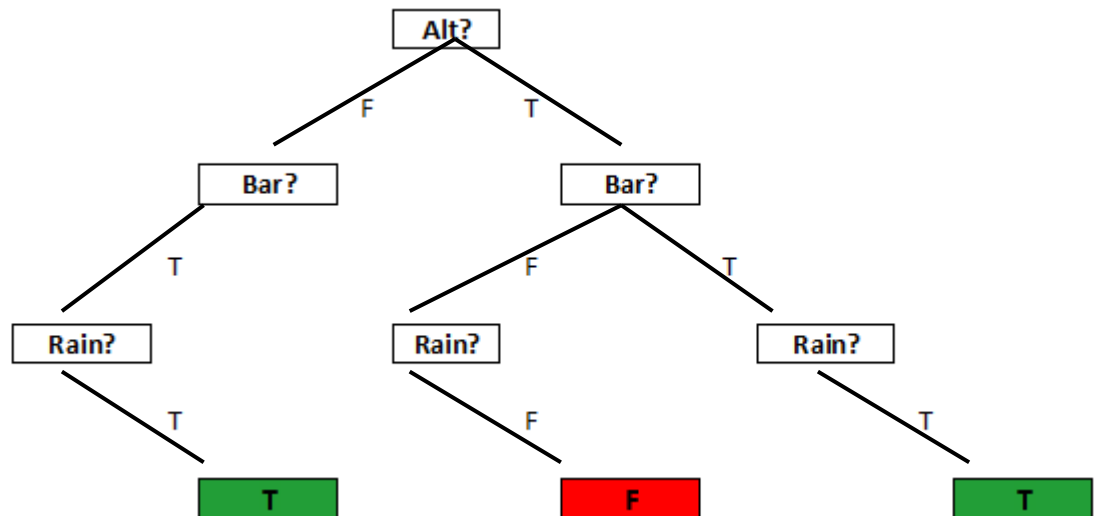 Alt?
F T
Bar? Bar?
T F T
Rain? Rain? Rain?
T F T
T F T